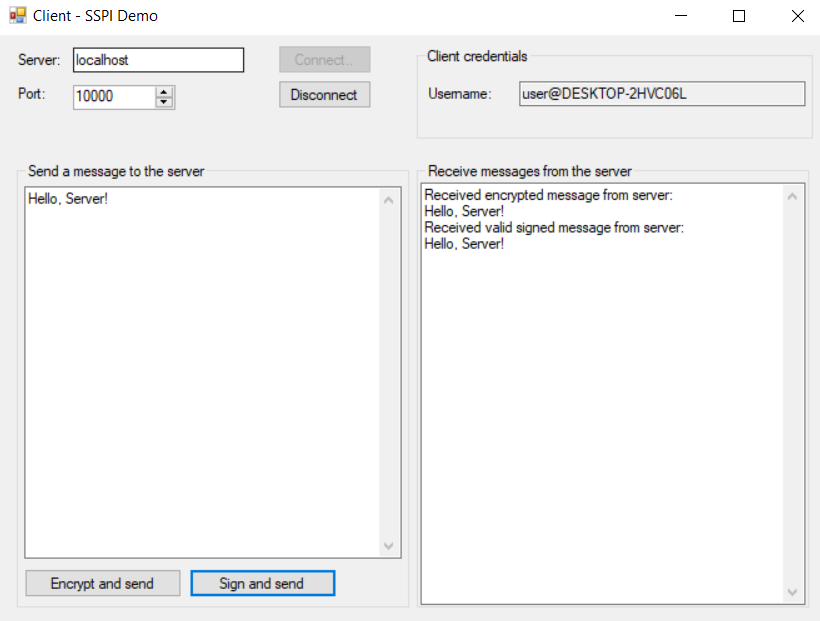 Client - SSPI Demo
Server: localhost Connect..
Port: 10000 Disconnect
Client credentials
Username: user@DESKTOP-2HVC06L
Send a message to the server
Hello, Server!
Encrypt and send Sign and send
Receive messages from the server
Received encrypted message from server:
Hello, Server!
Received valid signed message from server:
Hello, Server!